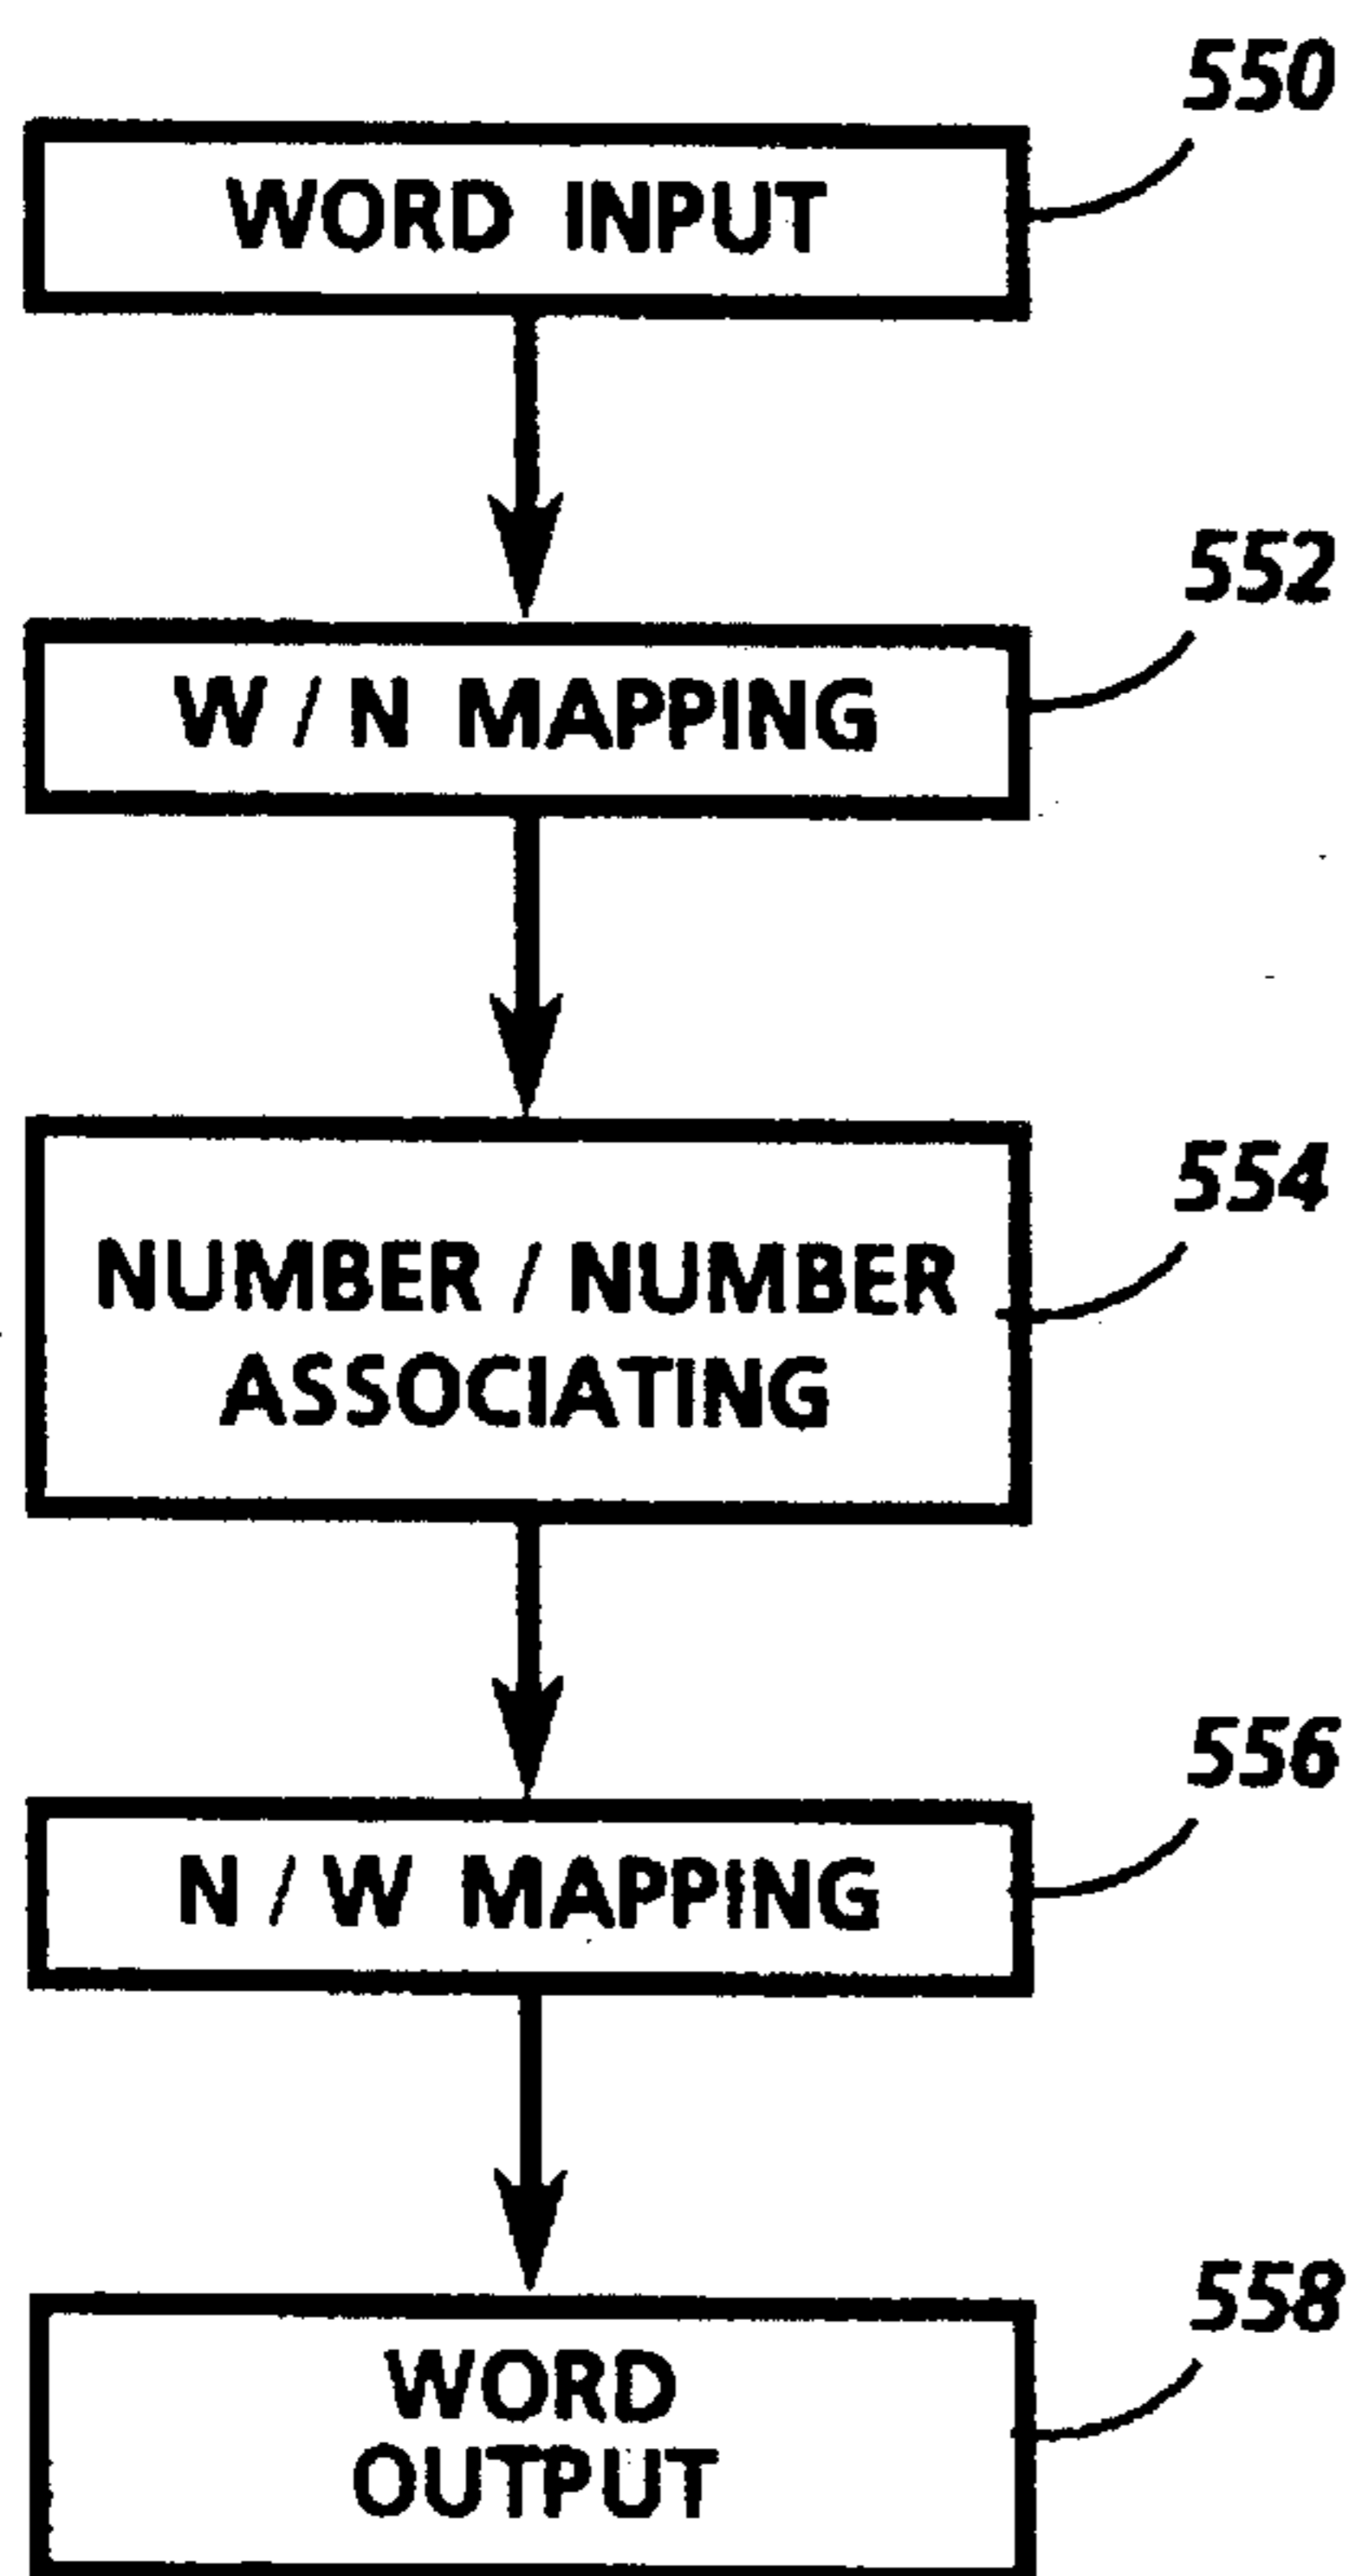 550
WORD INPUT
552
W / N MAPPING
554
NUMBER / NUMBER
ASSOCIATING
556
N / W MAPPING
558
WORD
OUTPUT